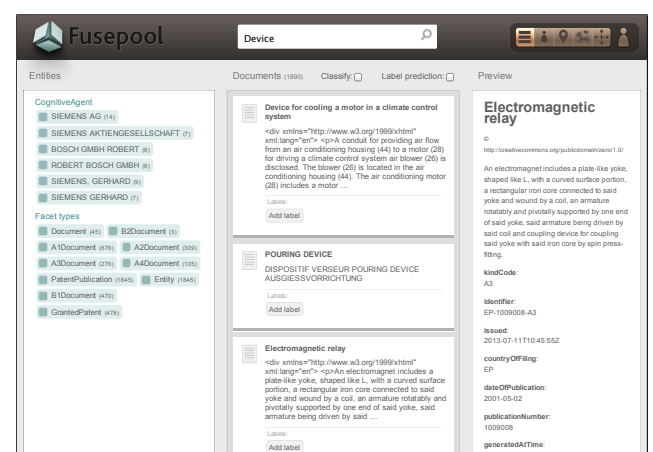 Fusepool
Device
Entities
CognitiveAgent
SIEMENS AG (14)
SIEMENS AKTIENGESELLSCHAFT (7)
BOSCH GMBH ROBERT (6)
ROBERT BOSCH GMBH (6)
SIEMENS, GERHARD (9)
SIEMENS GERHARD (7)
Facet types
Document (45) B2Document (3)
A1Document (676) A2Document (309)
A3Document (276) A4Document (105)
PatentPublication (1845) Entity (1845)
B1Document (470)
GrantedPatent (478)
Documents (1890) Classify: Label prediction:
Device for cooling a motor in a climate control
system
<div xmlns="http://www.w3.org/1999/xhtml"
xml:lang="en"> <p>A conduit for providing air flow
from an air conditioning housing (44) to a motor (28)
for driving a climate control system air blower (26) is
disclosed. The blower (26) is located in the air
conditioning housing (44). The air conditioning motor
(28) includes a motor ...
Labels:
Add label
POURING DEVICE
DISPOSITIF VERSEUR POURING DEVICE
AUSGIESSVORRICHTUNG
Labels:
Add label
Electromagnetic relay
<div xmlns="http://www.w3.org/1999/xhtml"
xml:lang="en"> <p>An electromagnet includes a
plate-like yoke, shaped like L, with a curved surface
portion, a rectangular iron core connected to said
yoke and wound by a coil, an armature rotatably and
pivotally supported by one end of said yoke, said
armature being driven by said ...
Labels:
Add label
Preview
Electromagnetic
relay
©
http://creativecommons.org/publicdomain/zero/1.0/
An electromagnet includes a plate-like yoke,
shaped like L, with a curved surface portion,
a rectangular iron core connected to said
yoke and wound by a coil, an armature
rotatably and pivotally supported by one end
of said yoke, said armature being driven by
said coil and coupling device for coupling
said yoke with said iron core by spin press-
fitting.
kindCode:
A3
identifier:
EP-1009008-A3
issued:
2013-07-11T10:45:55Z
countryOfFiling:
EP
dateOfPublication:
2001-05-02
publicationNumber:
1009008
generatedAtTime: